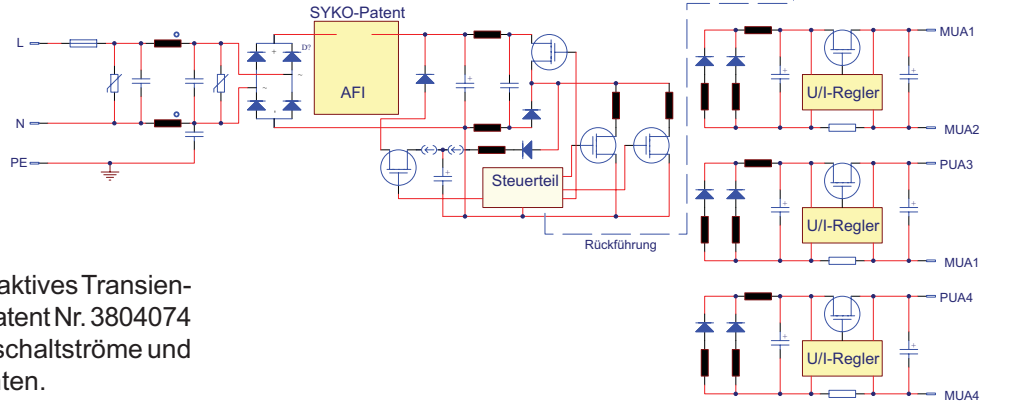 SYKO-Patent
L
D?
AFI
N
PE
Steuerteil
Rückführung
MUA1
U/I-Regler
MUA2
PUA3
U/I-Regler
MUA1
PUA4
U/I-Regler
MUA4
aktives Transien-
atent Nr. 3804074
schaltströme und
ten.